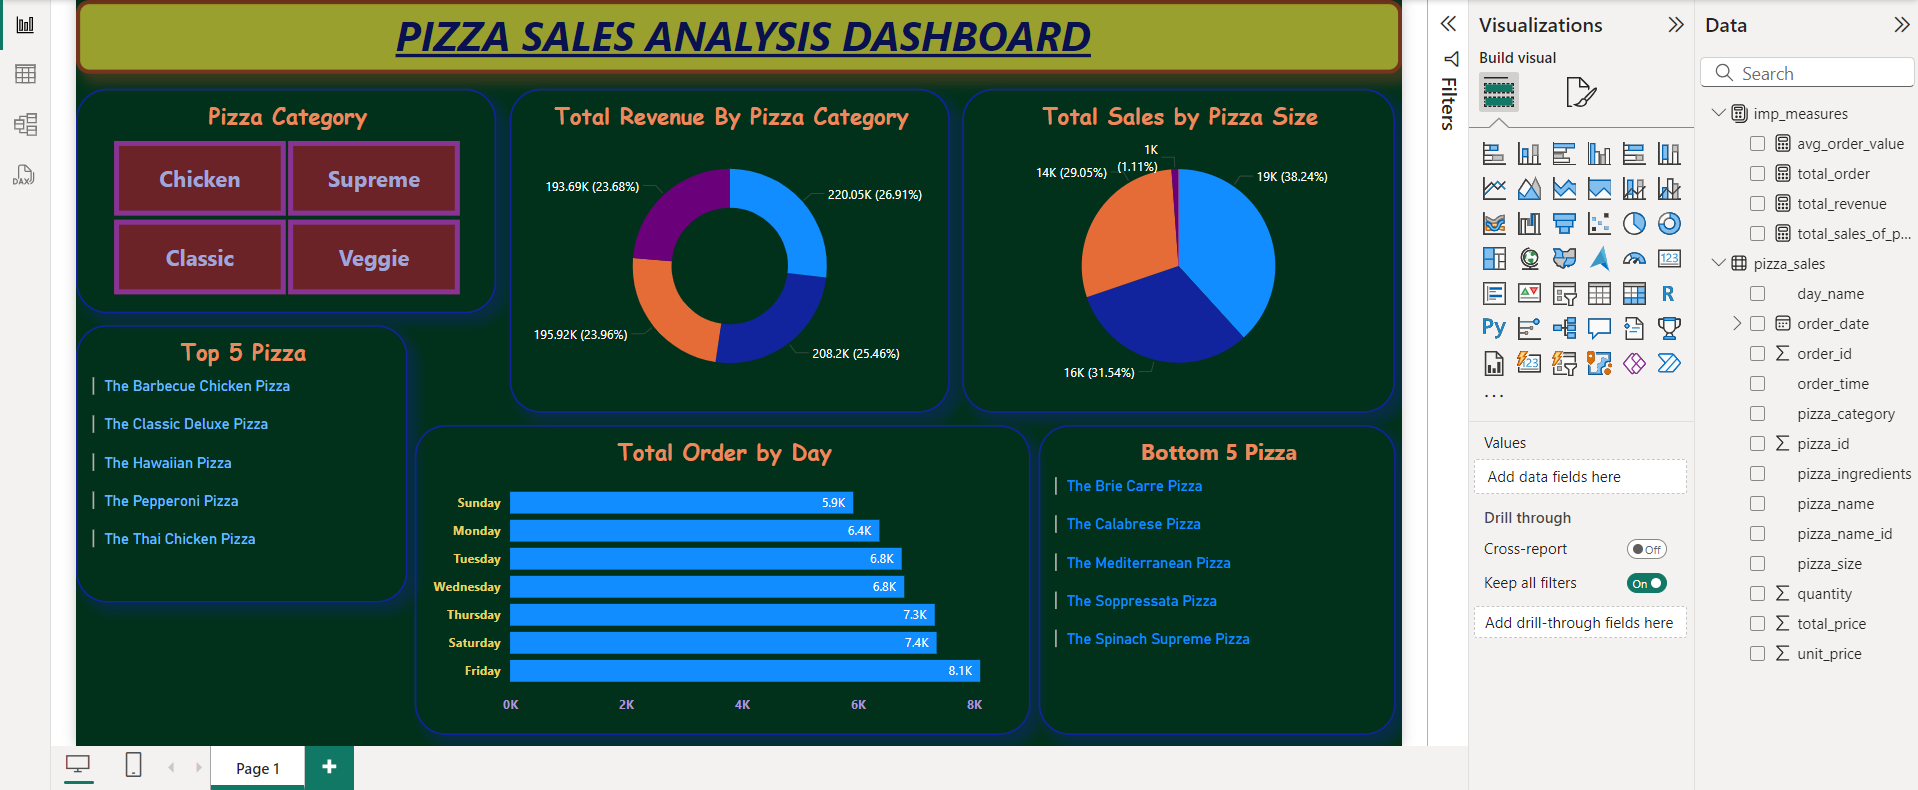 PIZZA SALES ANALYSIS DASHBOARD
Pizza Category
Chicken
Supreme
Classic
Veggie
Total Revenue By Pizza Category
193.69K (23.68%)
220.05K (26.91%)
195.92K (23.96%)
208.2K (25.46%)
Total Sales by Pizza Size
1K
(1.11%)
14K (29.05%)
19K (38.24%)
16K (31.54%)
Top 5 Pizza
The Barbecue Chicken Pizza
The Classic Deluxe Pizza
The Hawaiian Pizza
The Pepperoni Pizza
The Thai Chicken Pizza
Total Order by Day
Sunday 5.9K
Monday 6.4K
Tuesday 6.8K
Wednesday 6.8K
Thursday 7.3K
Saturday 7.4K
Friday 8.1K
0K 2K 4K 6K 8K
Bottom 5 Pizza
The Brie Carre Pizza
The Calabrese Pizza
The Mediterranean Pizza
The Soppressata Pizza
The Spinach Supreme Pizza
Page 1
DAX
Filters
Visualizations
Build visual
123
R
Py
123
...
Values
Add data fields here
Drill through
Cross-report Off
Keep all filters On
Add drill-through fields here
Data
Search
imp_measures
avg_order_value
total_order
total_revenue
total_sales_of_p...
pizza_sales
day_name
order_date
order_id
order_time
pizza_category
pizza_id
pizza_ingredients
pizza_name
pizza_name_id
pizza_size
quantity
total_price
unit_price